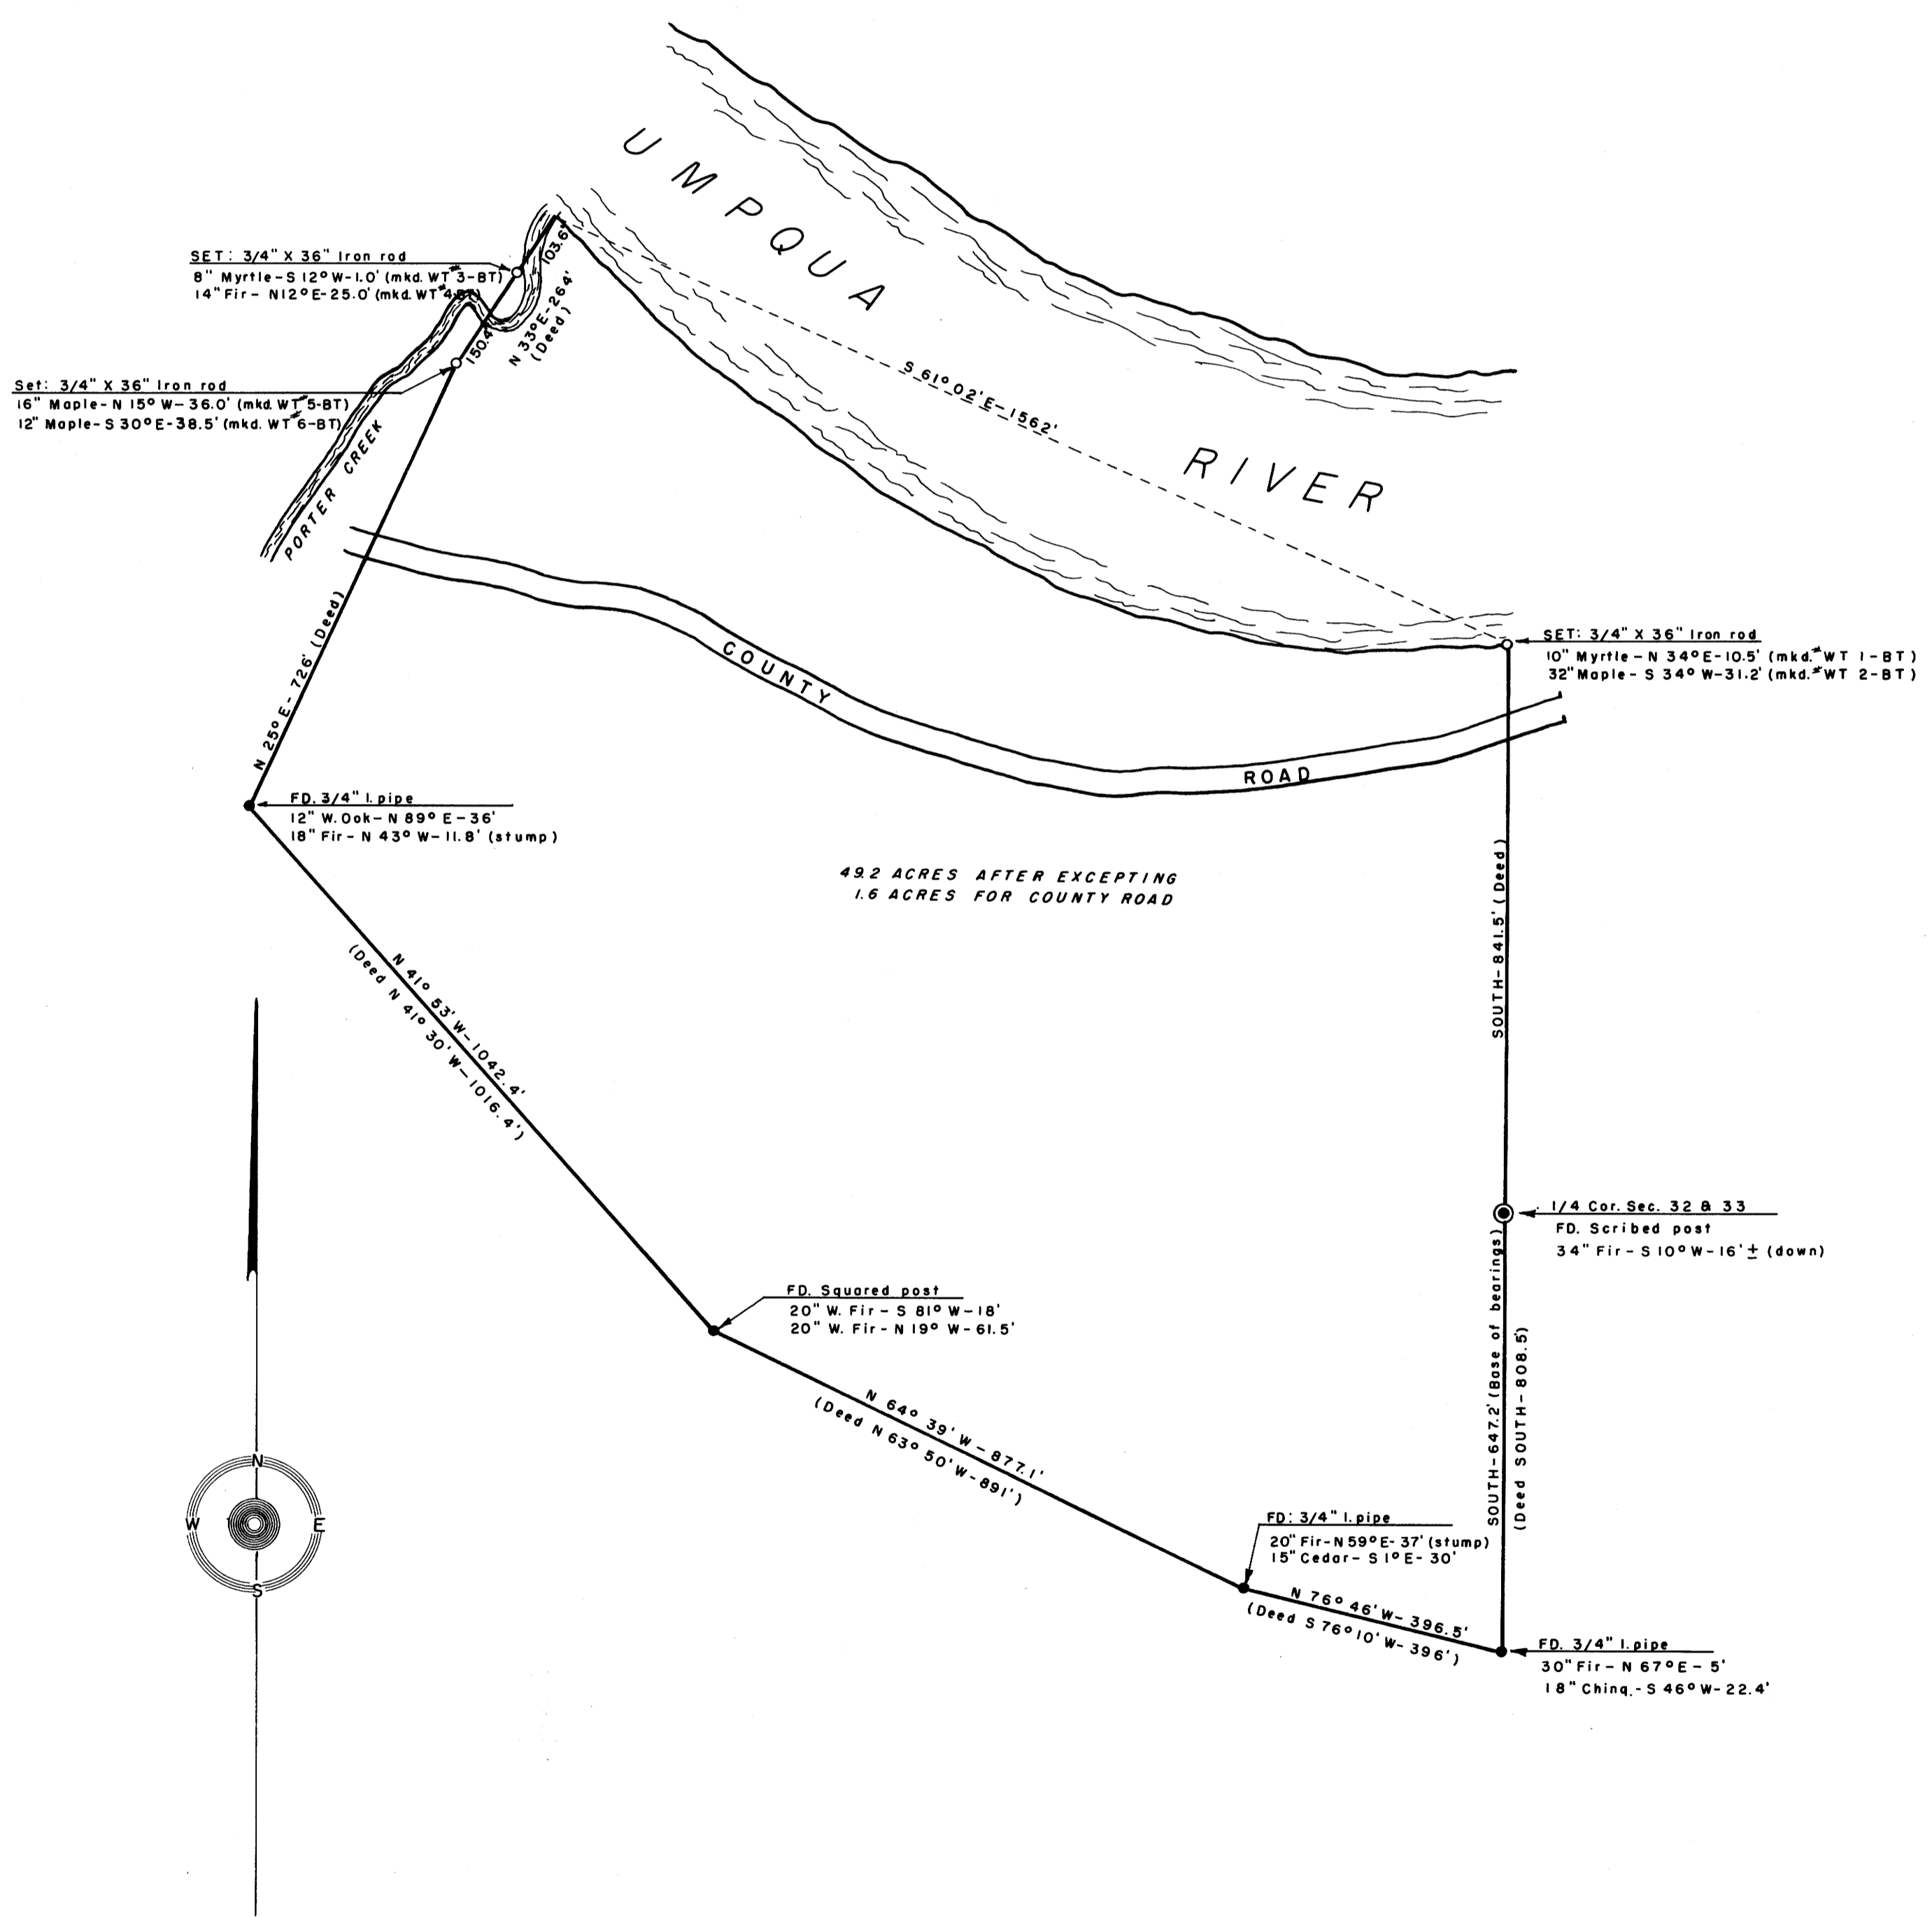 UMPQUA
RIVER
SET: 3/4" X 36" Iron rod
8" Myrtle-S 12° W-1.0' (mkd. WT #3-BT)
14" Fir- N12° E-25.0' (mkd. WT #4-BT)
103.6'
N 33° E-264'
(Deed)
150.4'
Set: 3/4" X 36" Iron rod
16" Maple-N 15° W-36.0' (mkd. WT #5-BT)
12" Maple-S 30° E-38.5' (mkd. WT #6-BT)
PORTER CREEK
S 61° 02' E-1562'
N 25° E-726' (Deed)
COUNTY
ROAD
SET: 3/4" X 36" Iron rod
10" Myrtle-N 34° E-10.5' (mkd. #WT 1-BT)
32" Maple-S 34° W-31.2' (mkd. #WT 2-BT)
FD. 3/4" I. pipe
12" W. Oak-N 89° E-36'
18" Fir-N 43° W-11.8' (stump)
49.2 ACRES AFTER EXCEPTING
1.6 ACRES FOR COUNTY ROAD
SOUTH-841.5' (Deed)
N 41° 53' W-1042.4'
(Deed N 41° 30' W-1016.4')
1/4 Cor. Sec. 32 & 33
FD. Scribed post
34" Fir-S 10° W-16' ± (down)
SOUTH-647.2' (Base of bearings)
(Deed SOUTH-808.5')
FD. Squared post
20" W. Fir-S 81° W-18'
20" W. Fir-N 19° W-61.5'
N 64° 39' W-877.1'
(Deed N 63° 50' W-891')
FD: 3/4" I. pipe
20" Fir-N 59° E-37' (stump)
15" Cedar-S 1° E-30'
N 76° 46' W-396.5'
(Deed S 76° 10' W-396')
FD. 3/4" I. pipe
30" Fir-N 67° E-5'
18" Chinq.-S 46° W-22.4'
N
W E
S